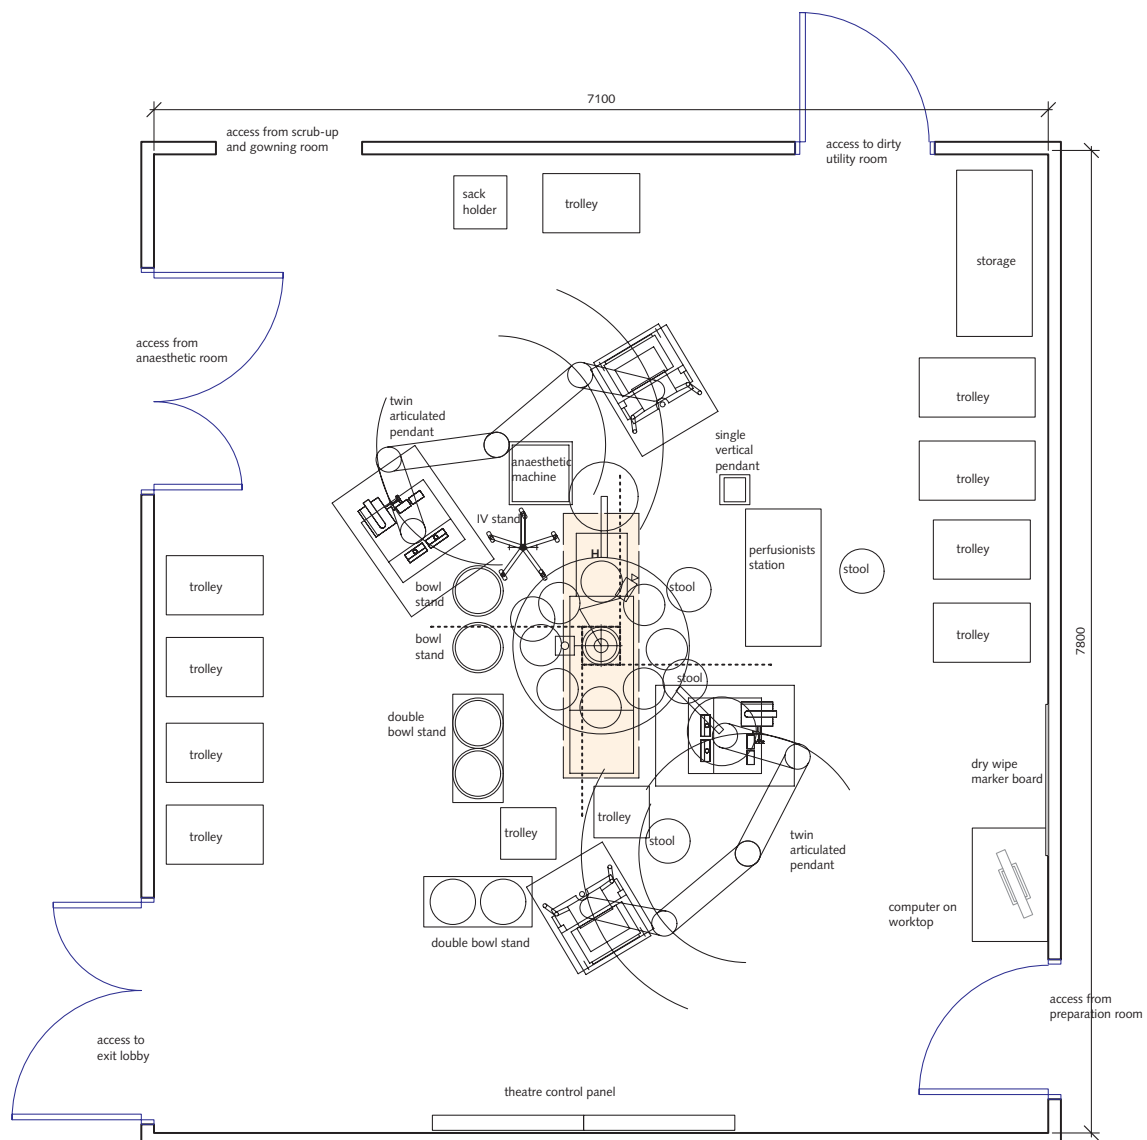 7100
access from scrub-up
and gowning room
access to dirty
utility room
sack
holder
trolley
storage
access from
anaesthetic room
trolley
twin
articulated
pendant
single
vertical
pendant
anaesthetic
machine
trolley
IV stand
H
perfusionists
station
trolley
stool
stool
trolley
bowl
stand
bowl
stand
trolley
7800
trolley
stool
double
bowl stand
trolley
dry wipe
marker board
trolley
trolley
trolley
stool
twin
articulated
pendant
computer on
worktop
double bowl stand
access from
preparation room
access to
exit lobby
theatre control panel